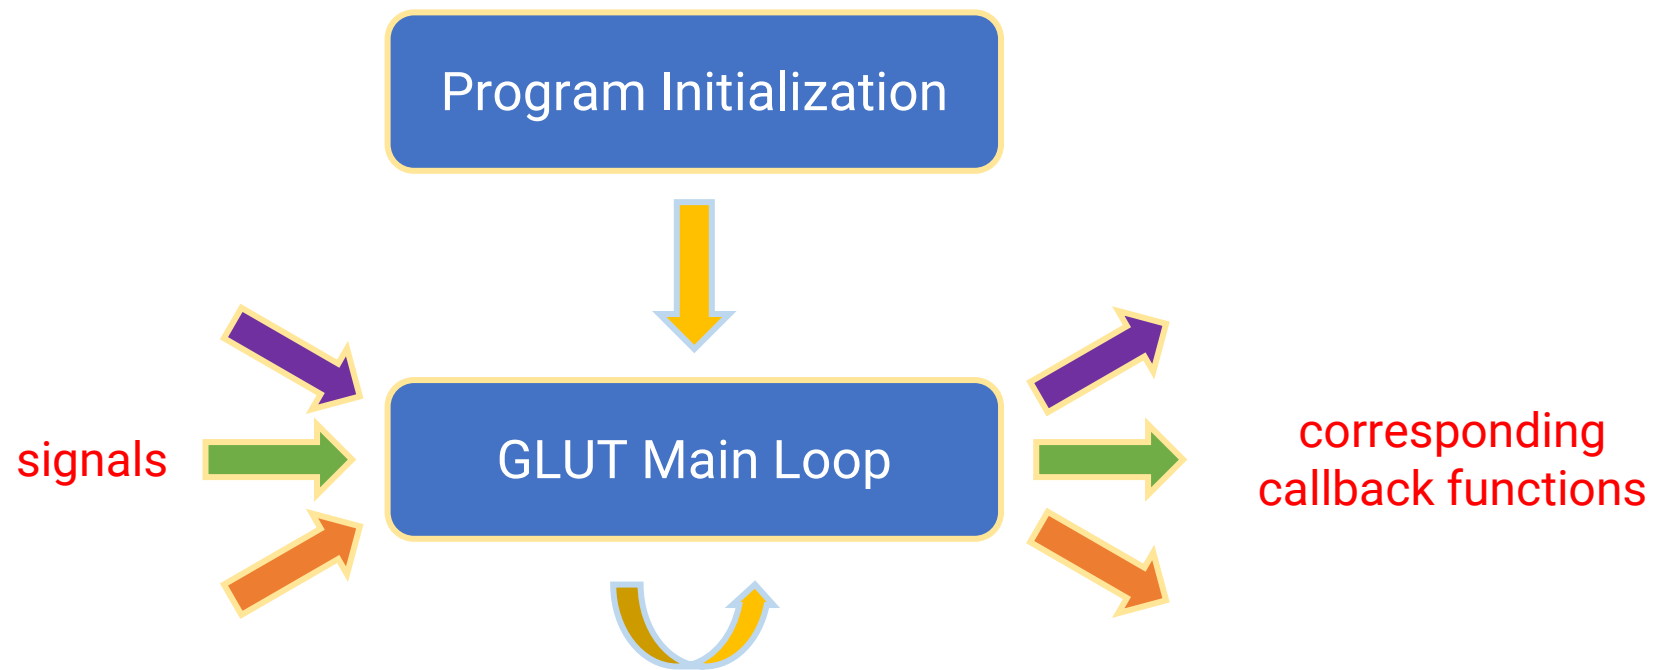 Program Initialization
signals
GLUT Main Loop
corresponding
callback functions